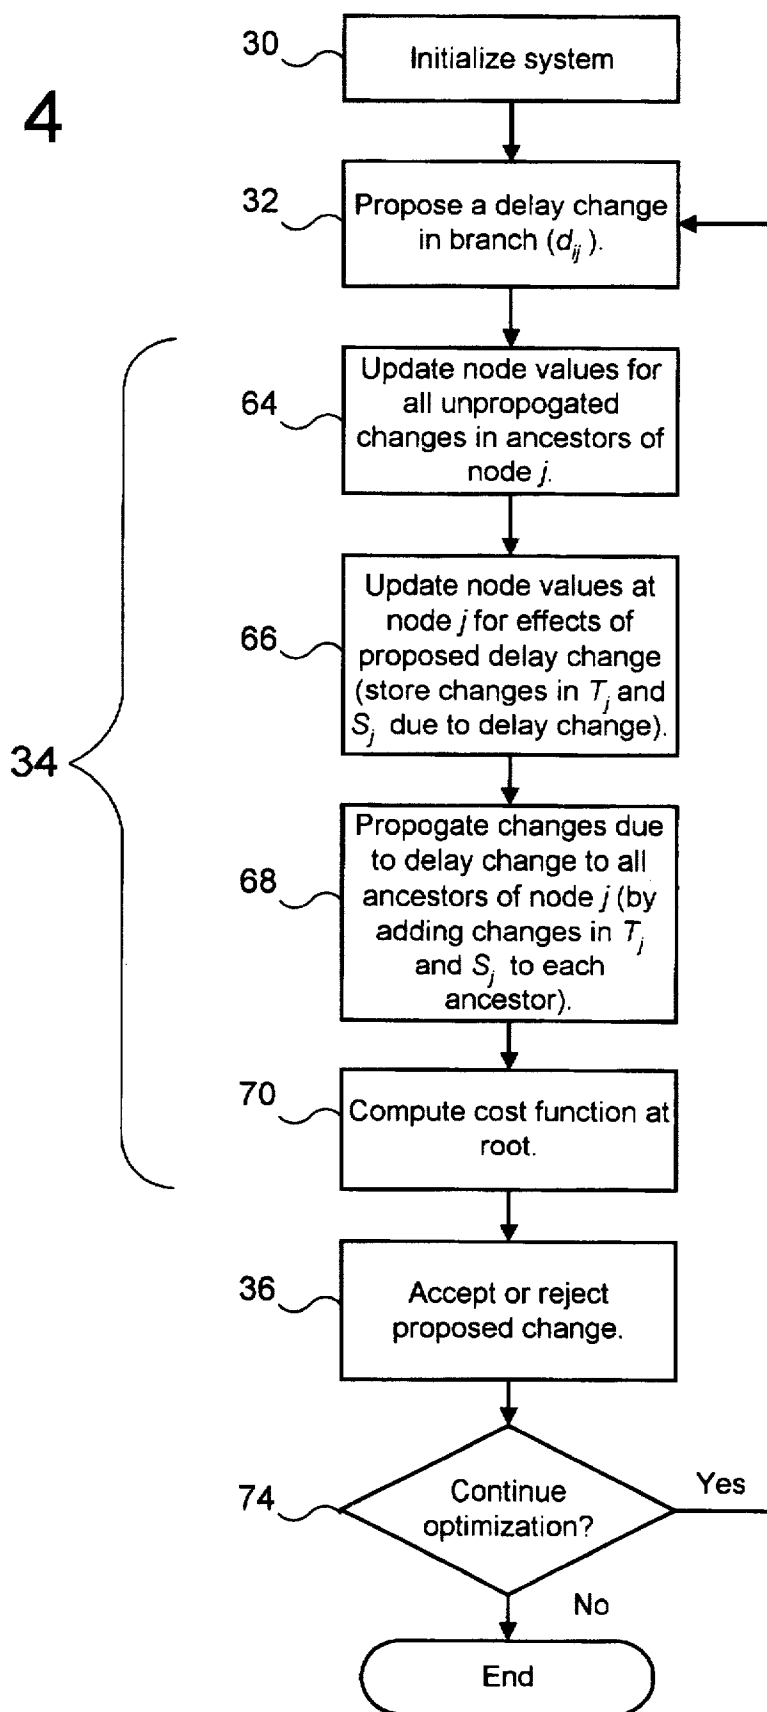 4
30
Initialize system
32
Propose a delay change
in branch (d_ij).
34
64
Update node values for
all unpropogated
changes in ancestors of
node j.
66
Update node values at
node j for effects of
proposed delay change
(store changes in T_j and
S_j due to delay change).
68
Propogate changes due
to delay change to all
ancestors of node j (by
adding changes in T_j
and S_j to each
ancestor).
70
Compute cost function at
root.
36
Accept or reject
proposed change.
74
Continue
optimization?
Yes
No
End